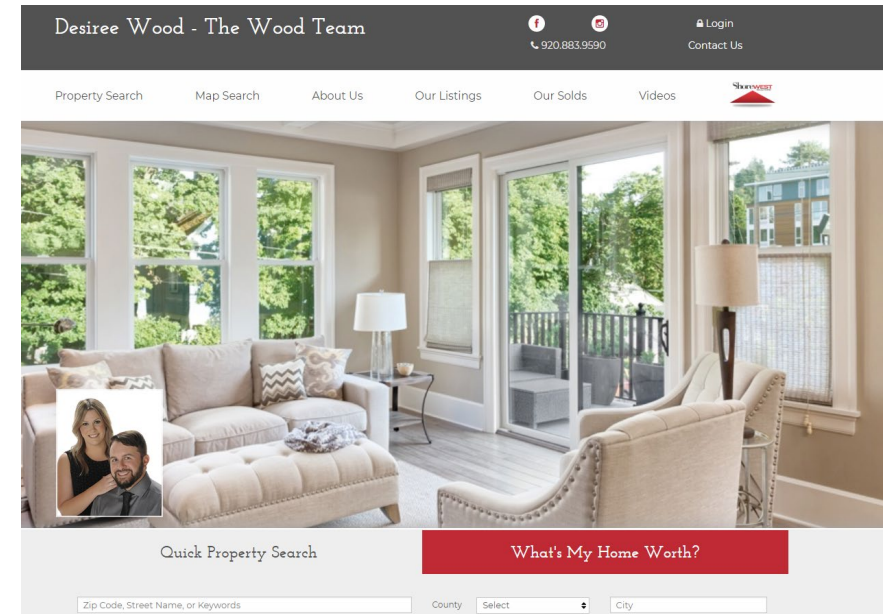 Desiree Wood - The Wood Team
920.883.9590
Login
Contact Us
Property Search
Map Search
About Us
Our Listings
Our Solds
Videos
Shorewest
Quick Property Search
What's My Home Worth?
Zip Code, Street Name, or Keywords
County
Select
City